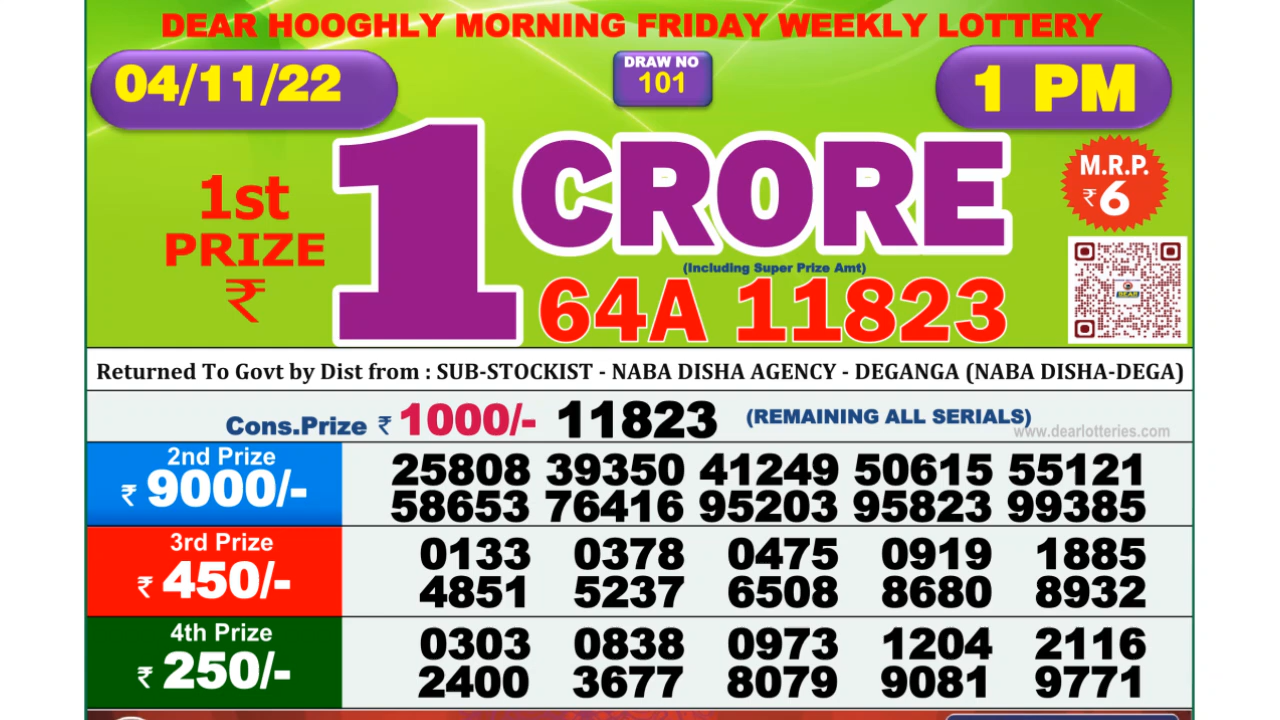 DEAR HOOGHLY MORNING FRIDAY WEEKLY LOTTERY
04/11/22
DRAW NO
101
1 PM
1st
PRIZE
₹
1 CRORE
(Including Super Prize Amt)
64A 11823
M.R.P.
₹ 6
DEAR
Returned To Govt by Dist from : SUB-STOCKIST - NABA DISHA AGENCY - DEGANGA (NABA DISHA-DEGA)
Cons.Prize ₹ 1000/- 11823 (REMAINING ALL SERIALS)
www.dearlotteries.com
2nd Prize
₹ 9000/-
25808 39350 41249 50615 55121
58653 76416 95203 95823 99385
3rd Prize
₹ 450/-
0133 0378 0475 0919 1885
4851 5237 6508 8680 8932
4th Prize
₹ 250/-
0303 0838 0973 1204 2116
2400 3677 8079 9081 9771